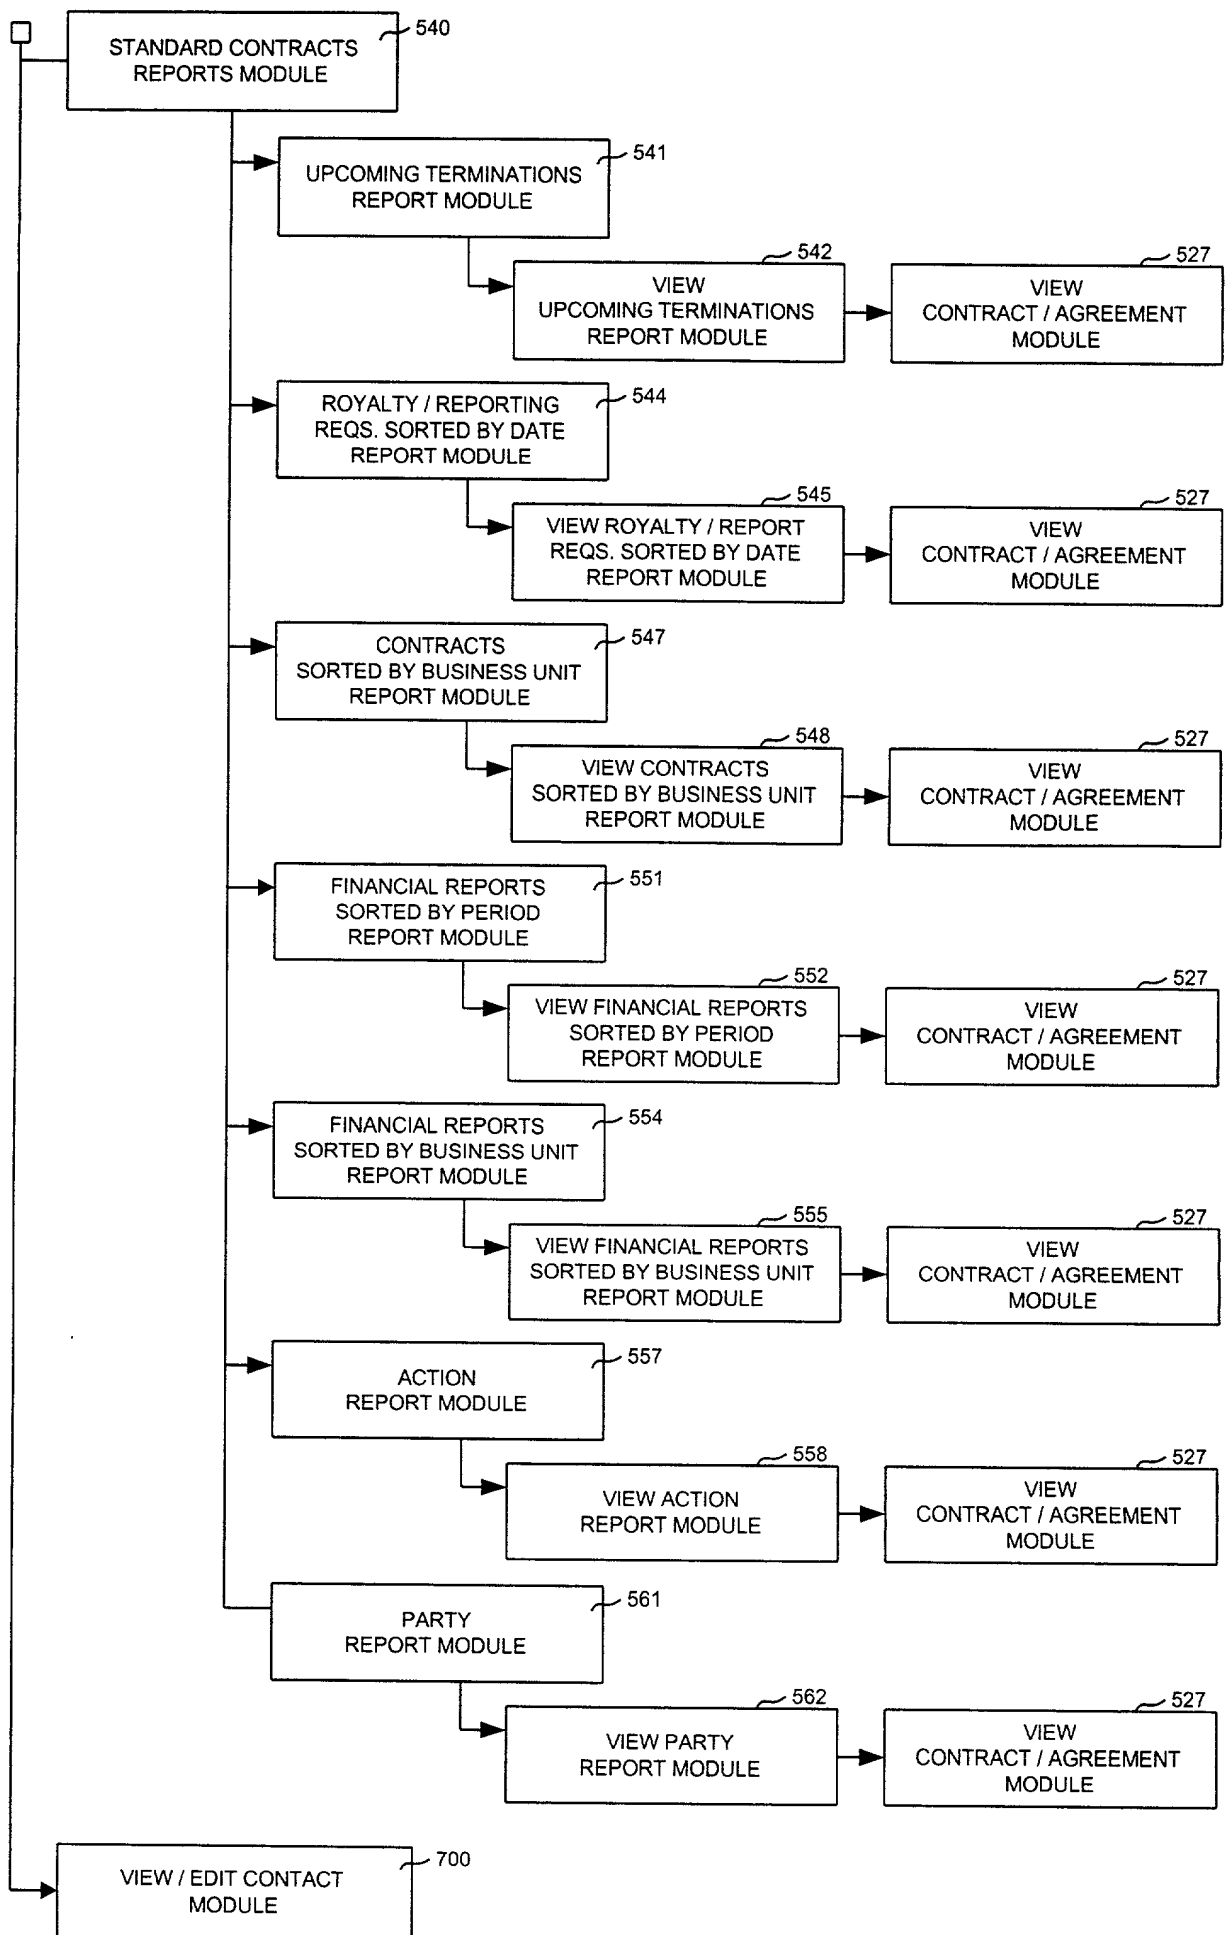 540
STANDARD CONTRACTS
REPORTS MODULE
541
UPCOMING TERMINATIONS
REPORT MODULE
542
VIEW
UPCOMING TERMINATIONS
REPORT MODULE
527
VIEW
CONTRACT / AGREEMENT
MODULE
544
ROYALTY / REPORTING
REQS. SORTED BY DATE
REPORT MODULE
545
VIEW ROYALTY / REPORT
REQS. SORTED BY DATE
REPORT MODULE
527
VIEW
CONTRACT / AGREEMENT
MODULE
547
CONTRACTS
SORTED BY BUSINESS UNIT
REPORT MODULE
548
VIEW CONTRACTS
SORTED BY BUSINESS UNIT
REPORT MODULE
527
VIEW
CONTRACT / AGREEMENT
MODULE
551
FINANCIAL REPORTS
SORTED BY PERIOD
REPORT MODULE
552
VIEW FINANCIAL REPORTS
SORTED BY PERIOD
REPORT MODULE
527
VIEW
CONTRACT / AGREEMENT
MODULE
554
FINANCIAL REPORTS
SORTED BY BUSINESS UNIT
REPORT MODULE
555
VIEW FINANCIAL REPORTS
SORTED BY BUSINESS UNIT
REPORT MODULE
527
VIEW
CONTRACT / AGREEMENT
MODULE
557
ACTION
REPORT MODULE
558
VIEW ACTION
REPORT MODULE
527
VIEW
CONTRACT / AGREEMENT
MODULE
561
PARTY
REPORT MODULE
562
VIEW PARTY
REPORT MODULE
527
VIEW
CONTRACT / AGREEMENT
MODULE
700
VIEW / EDIT CONTACT
MODULE